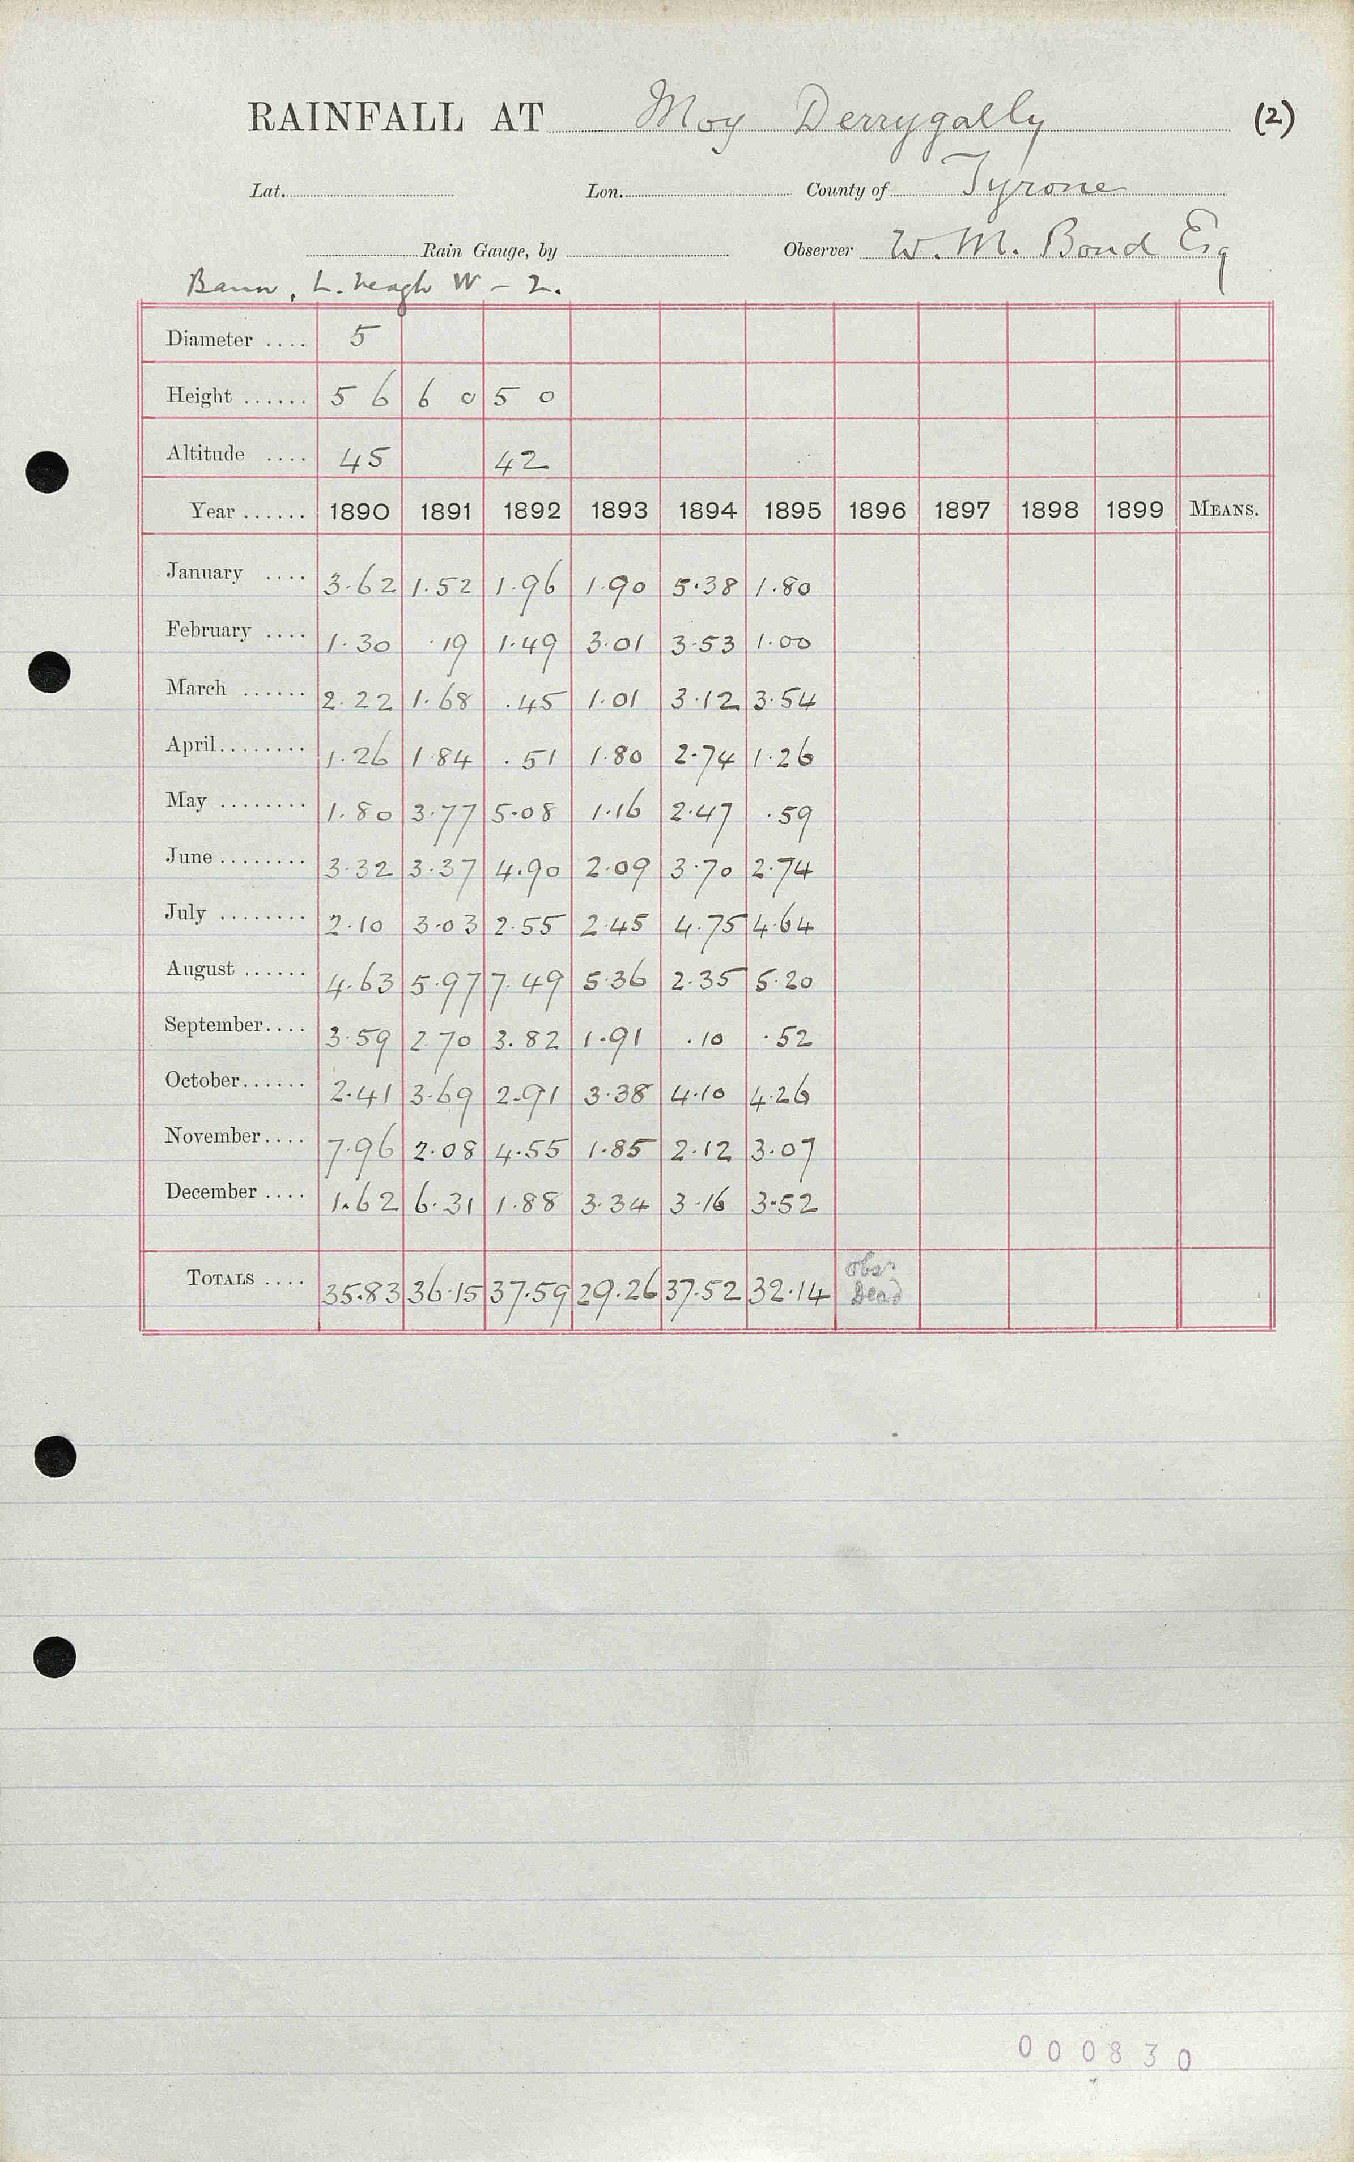 RAINFALL AT Moy Derrygally (2)
Lat. Lon. County of Tyrone
Rain Gauge, by Observer W. M. Bond Esq
Bann, L. Neagh W - 2.
Diameter .... 5
Height ...... 5 6 6 0 5 0
Altitude .... 45 42
Year ...... 1890 1891 1892 1893 1894 1895 1896 1897 1898 1899 MEANS.
January .... 3.62 1.52 1.96 1.90 5.38 1.80
February .... 1.30 .19 1.49 3.01 3.53 1.00
March ...... 2.22 1.68 .45 1.01 3.12 3.54
April........ 1.26 1.84 .51 1.80 2.74 1.26
May ........ 1.80 3.77 5.08 1.16 2.47 .59
June ........ 3.32 3.37 4.90 2.09 3.70 2.74
July ........ 2.10 3.03 2.55 2.45 4.75 4.64
August ...... 4.63 5.97 7.49 5.36 2.35 5.20
September.... 3.59 2.70 3.82 1.91 .10 .52
October...... 2.41 3.69 2.91 3.38 4.10 4.26
November.... 7.96 2.08 4.55 1.85 2.12 3.07
December .... 1.62 6.31 1.88 3.34 3.16 3.52
TOTALS .... 35.83 36.15 37.59 29.26 37.52 32.14 obsr Dead
000830